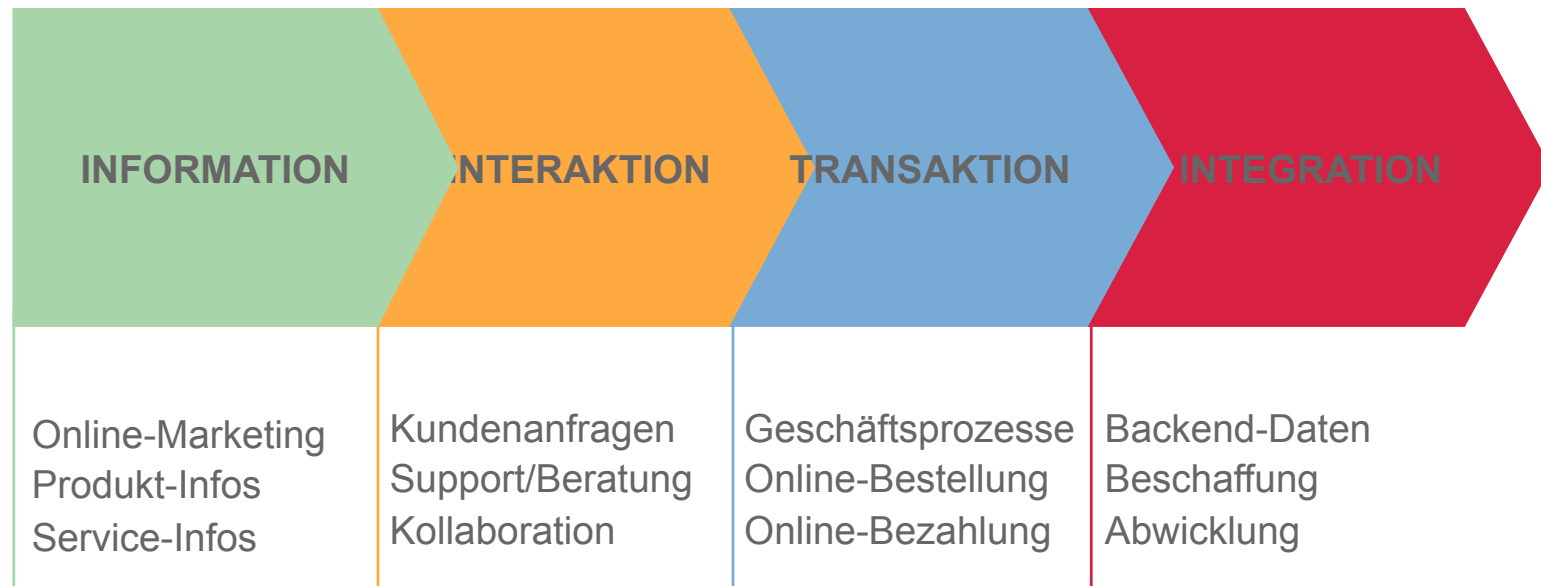 INFORMATION
INTERAKTION
TRANSAKTION
INTEGRATION
Online-Marketing
Produkt-Infos
Service-Infos
Kundenanfragen
Support/Beratung
Kollaboration
Geschäftsprozesse
Online-Bestellung
Online-Bezahlung
Backend-Daten
Beschaffung
Abwicklung